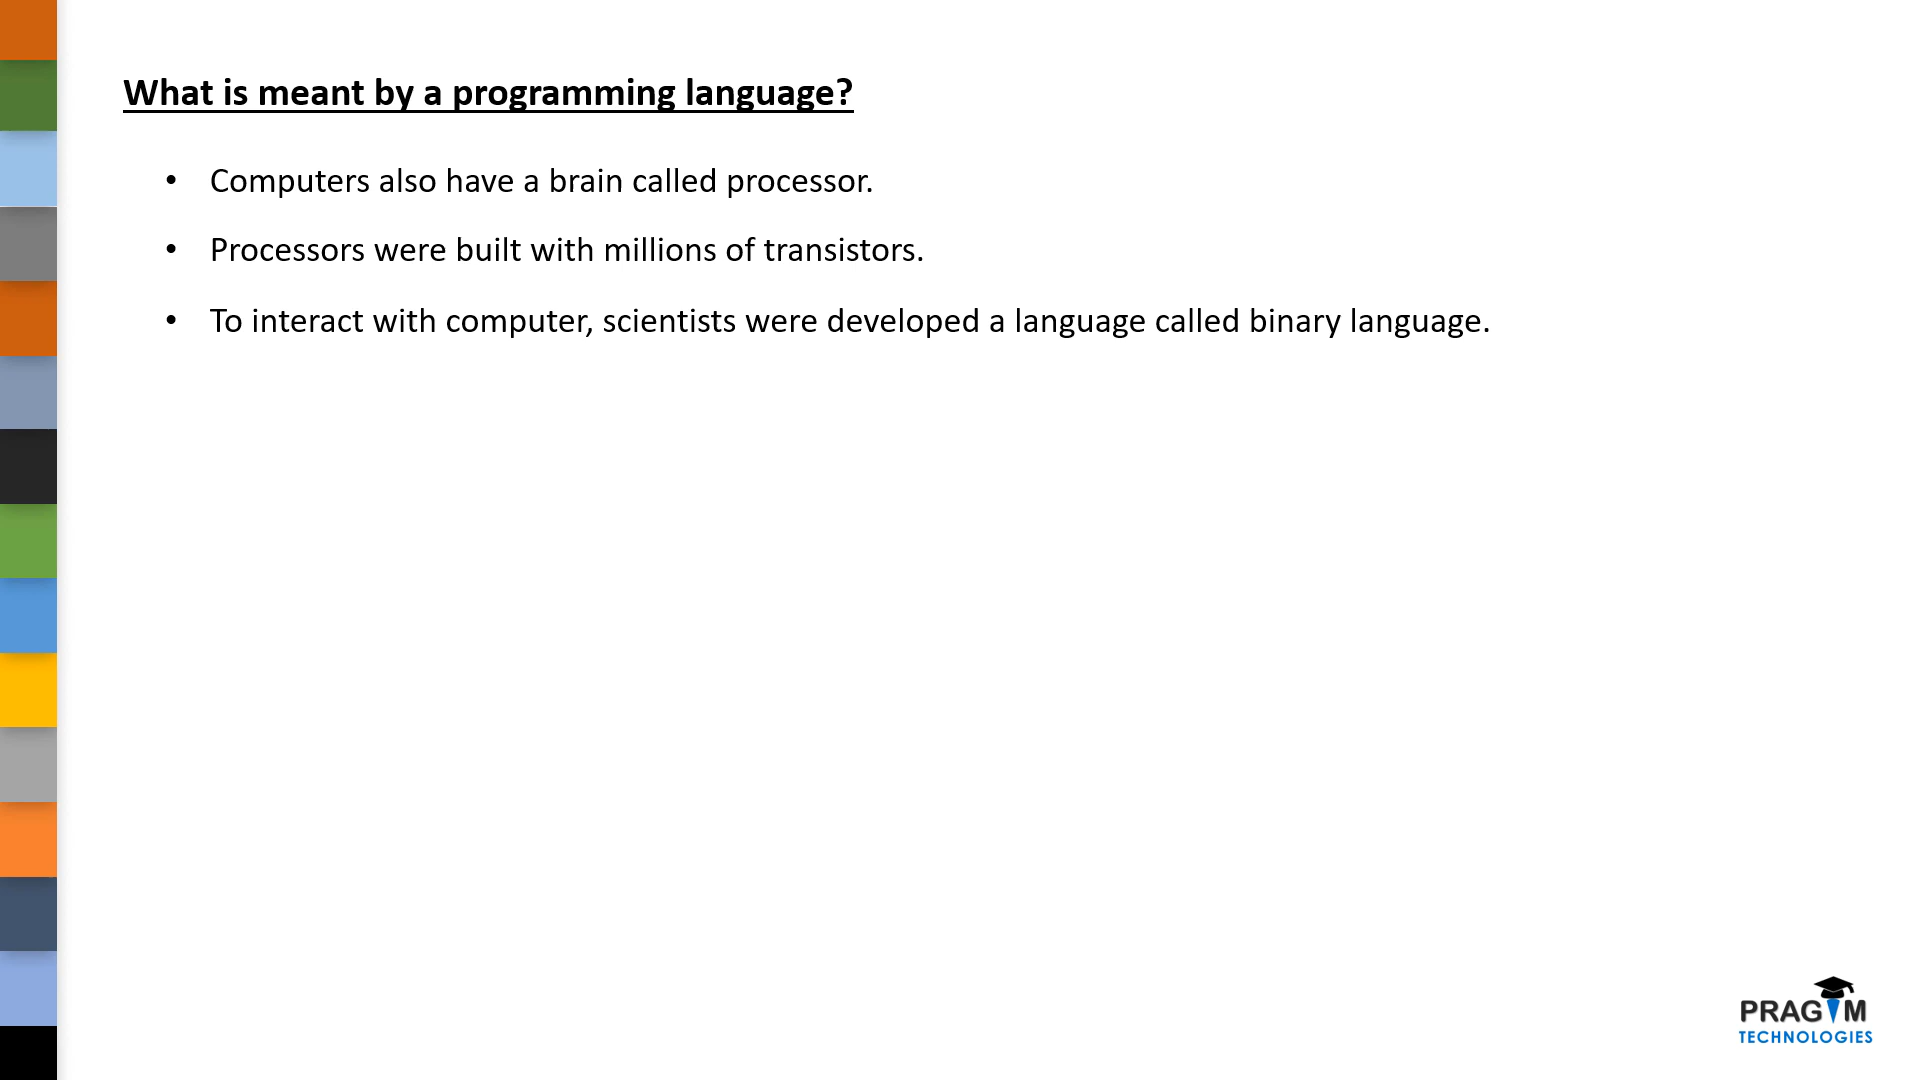 What is meant by a programming language?
• Computers also have a brain called processor.
• Processors were built with millions of transistors.
• To interact with computer, scientists were developed a language called binary language.
PRAGIM
TECHNOLOGIES